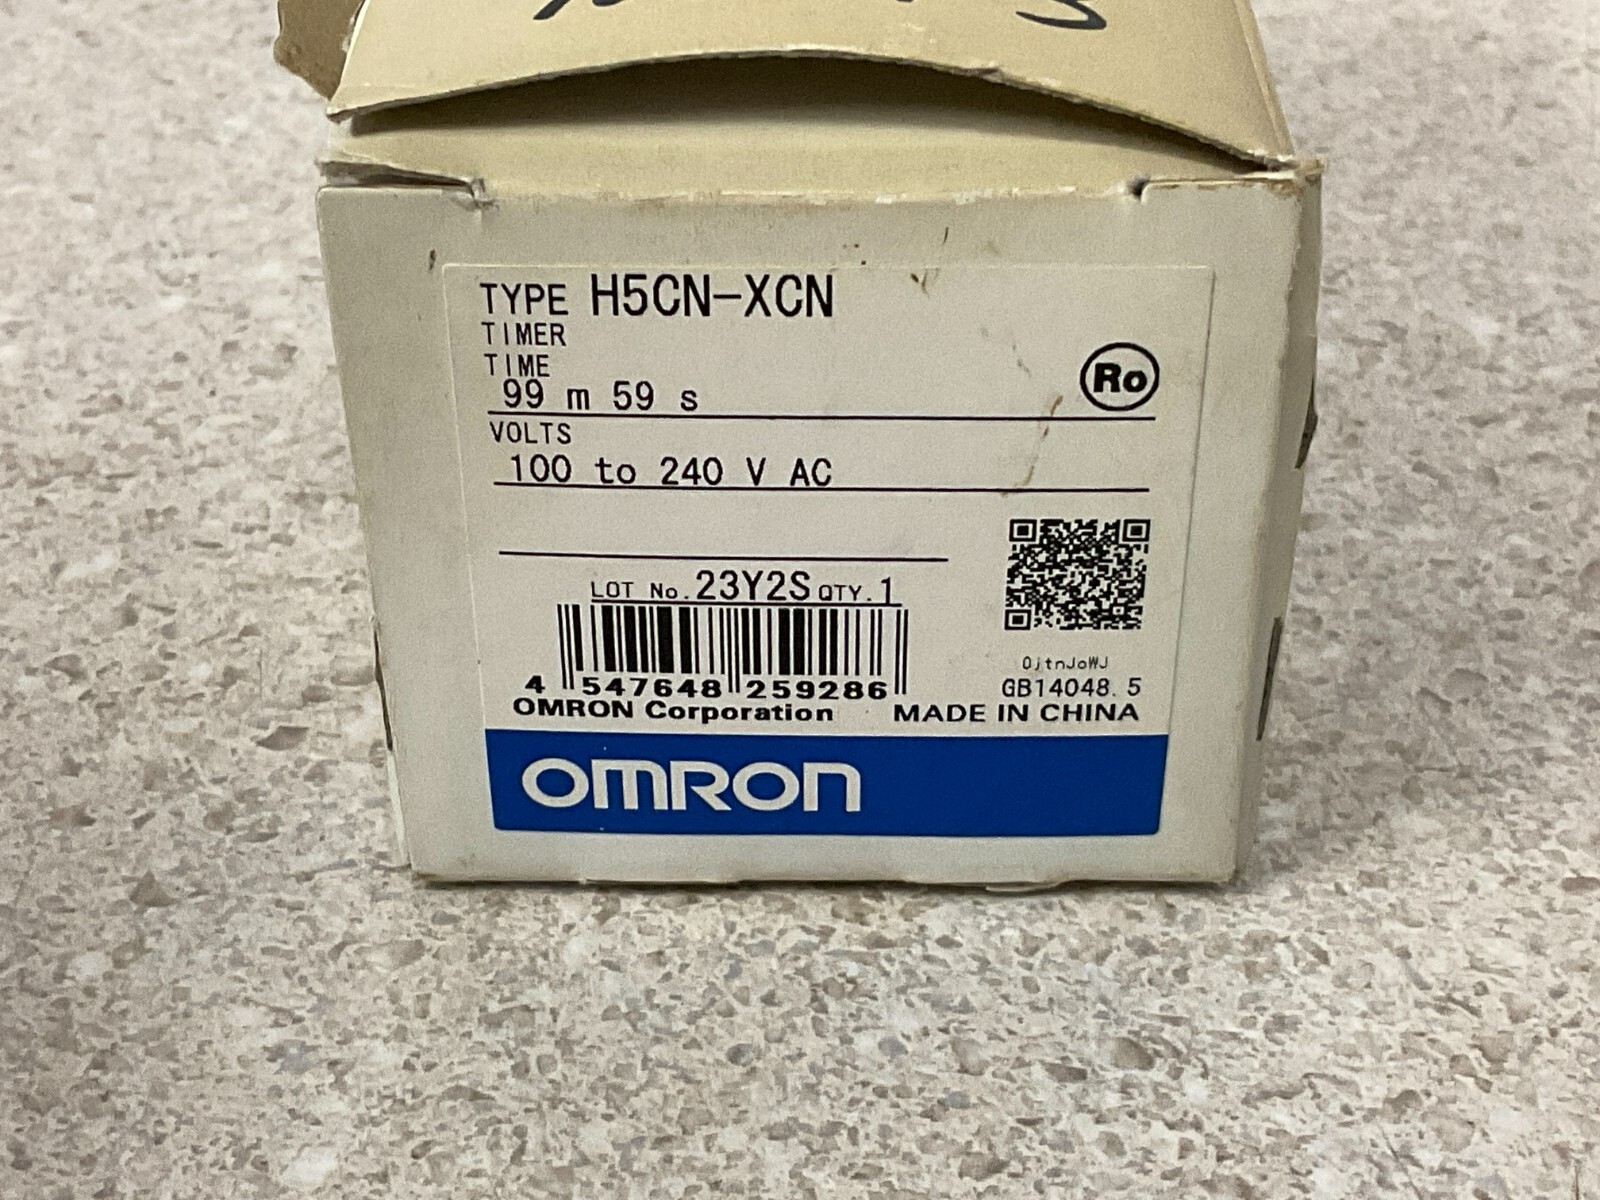 TYPE H5CN-XCN
TIMER
TIME
99 m 59 s
Ro
VOLTS
100 to 240 V AC
LOT No. 23Y2S QTY. 1
4 547648 259286
0jtnJoWJ
GB14048.5
OMRON Corporation MADE IN CHINA
OMRON